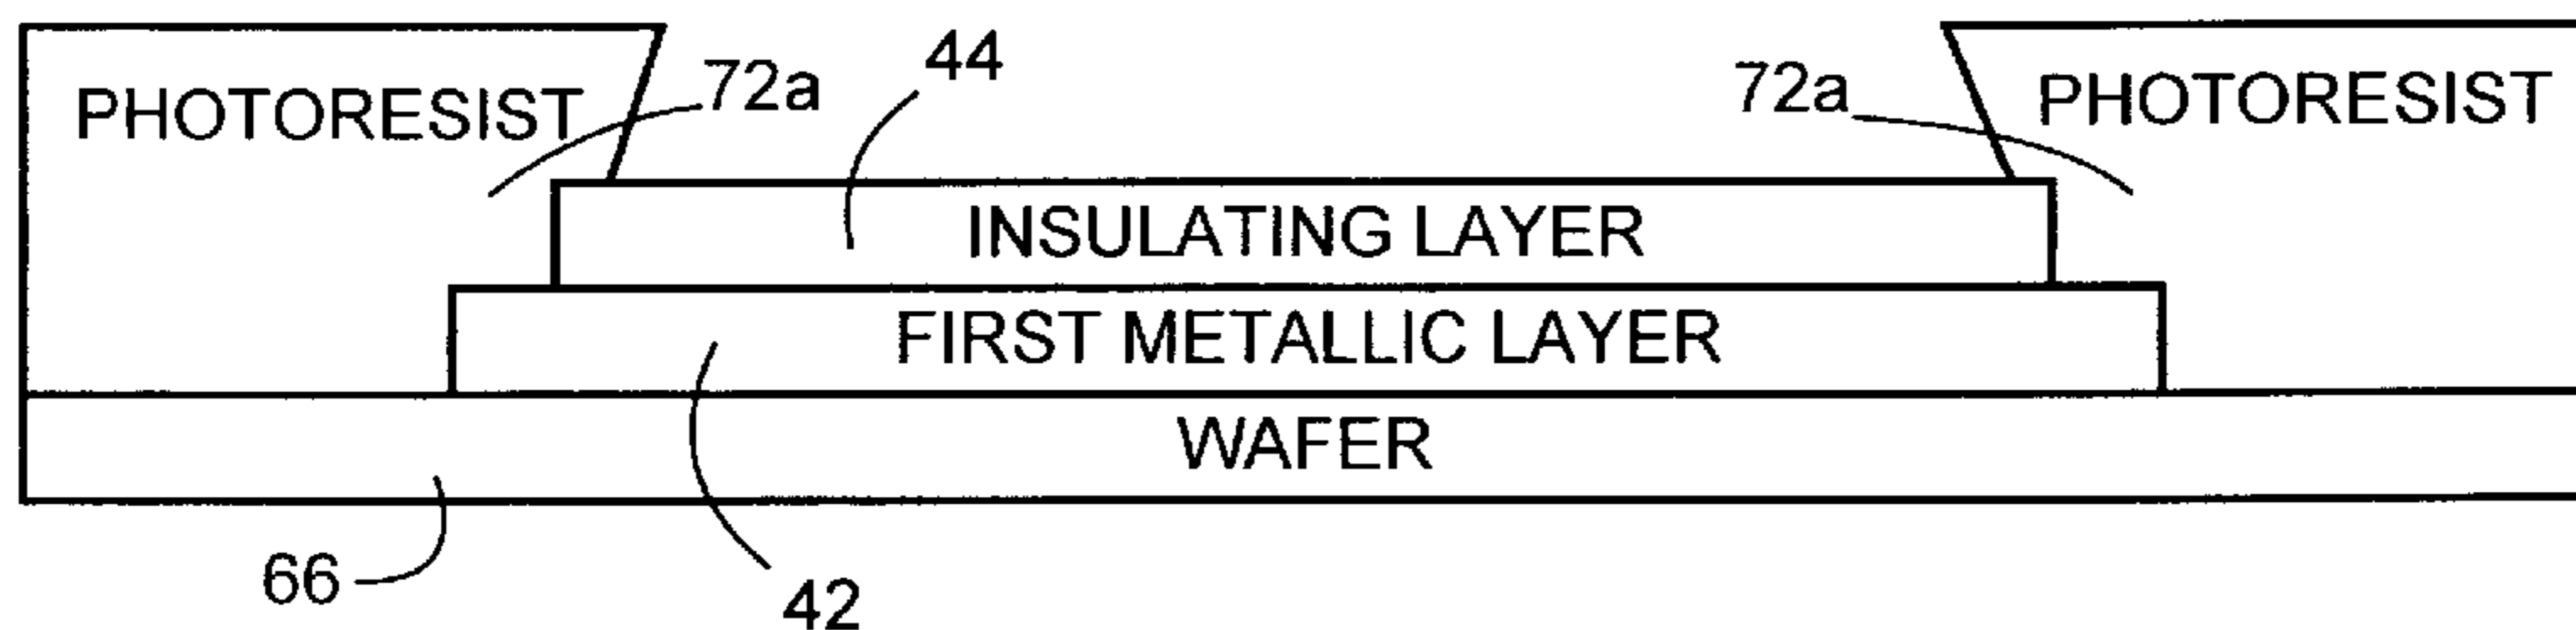 44
72a
72a
PHOTORESIST
PHOTORESIST
INSULATING LAYER
FIRST METALLIC LAYER
WAFER
66
42